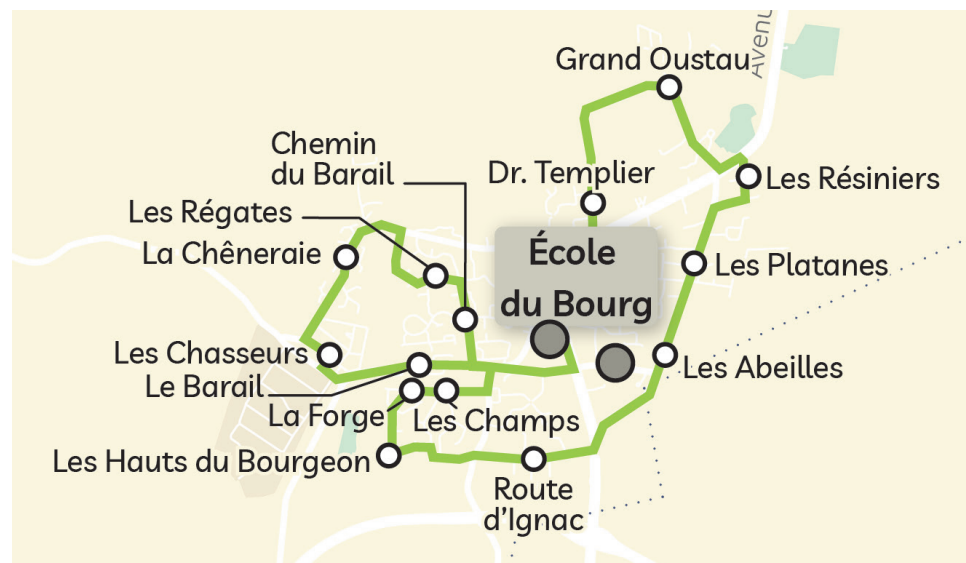 Avenu
Grand Oustau
Chemin
du Barail
Dr. Templier
Les Résiniers
Les Régates
La Chêneraie
École
du Bourg
Les Platanes
Les Chasseurs
Le Barail
Les Abeilles
La Forge
Les Champs
Les Hauts du Bourgeon
Route
d'Ignac